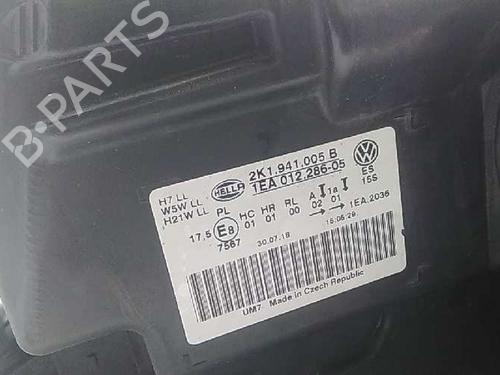 B-PARTS
HELLA
2K1.941.005 B
1EA 012.286-05
ES
15S
H7 LL
W5W LL
H21W LL
PL
HC HR RL A 1a
17,5 E8 01 01 00 02 01 1EA.2036
7567
30.07.18
15:05:29
UM7 Made in Czech Republic